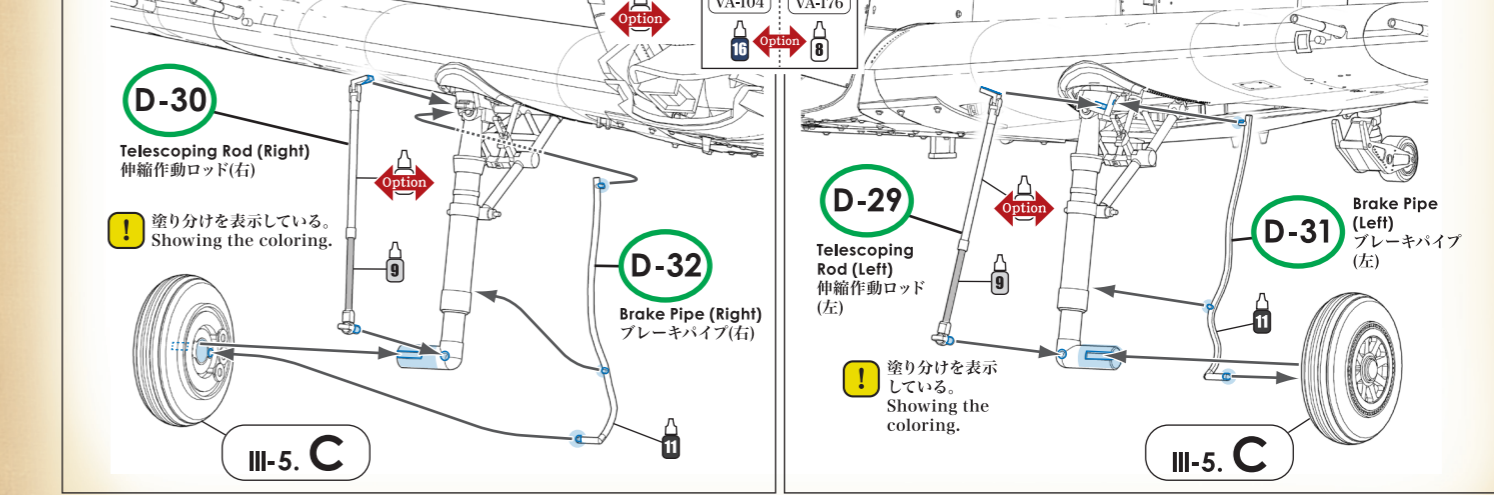 Option
VA-104
VA-176
16
Option
8
D-30
Telescoping Rod (Right)
伸縮作動ロッド(右)
Option
!
塗り分けを表示している。
Showing the coloring.
9
D-32
Brake Pipe (Right)
ブレーキパイプ(右)
11
III-5. C
D-29
Telescoping
Rod (Left)
伸縮作動ロッド
(左)
Option
9
D-31
Brake Pipe
(Left)
ブレーキパイプ
(左)
11
!
塗り分けを表示
している。
Showing the
coloring.
III-5. C